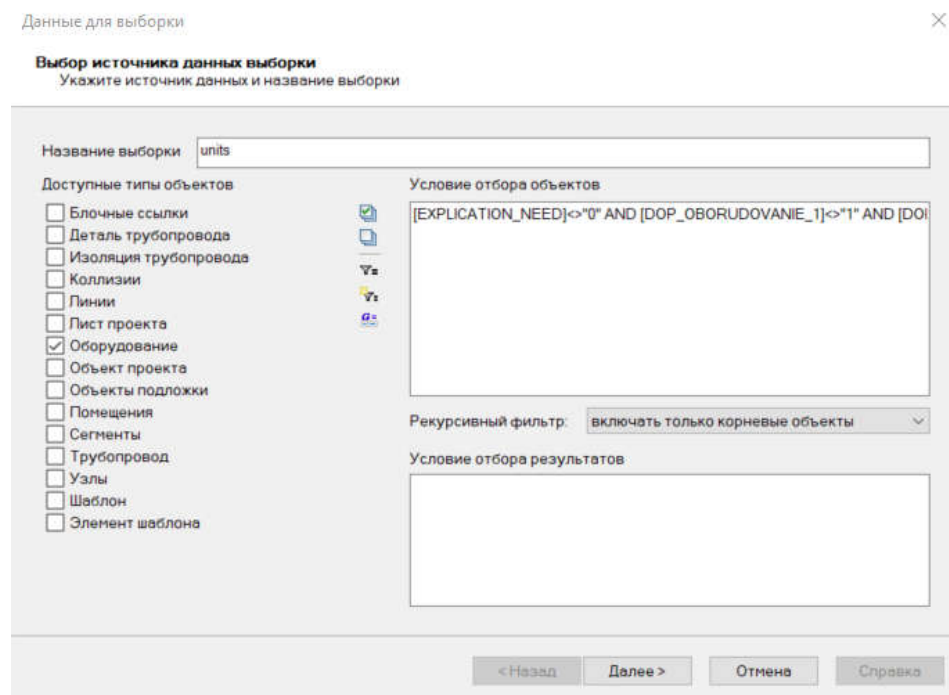 Данные для выборки
Выбор источника данных выборки
Укажите источник данных и название выборки
Название выборки units
Доступные типы объектов
Блочные ссылки
Деталь трубопровода
Изоляция трубопровода
Коллизии
Линии
Лист проекта
Оборудование
Объект проекта
Объекты подложки
Помещения
Сегменты
Трубопровод
Узлы
Шаблон
Элемент шаблона
Условие отбора объектов
[EXPLICATION_NEED]<>"0" AND [DOP_OBORUDOVANIE_1]<>"1" AND
Рекурсивный фильтр: включать только корневые объекты
Условие отбора результатов
< Назад Далее > Отмена Справка